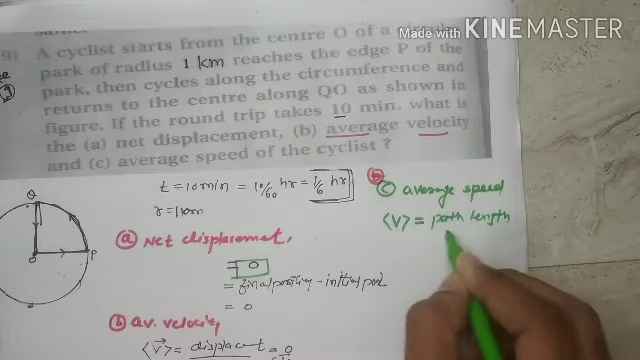 Made with KINEMASTER
9) A cyclist starts from the centre O of a circular
park of radius 1 km reaches the edge P of the
park, then cycles along the circumference and
returns to the centre along QO as shown in
figure. If the round trip takes 10 min. what is
the (a) net displacement, (b) average velocity
and (c) average speed of the cyclist ?
t = 10 min = 10/60 hr = 1/6 hr
r = 1km
Q
O
P
(a) Net displacement,
= 0
= final position - initial pos
= 0
(b) av. velocity
⟨v⃗⟩ = displacement = 0
(c) average speed
⟨V⟩ = path length